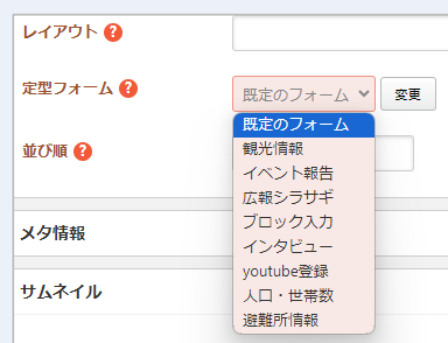 レイアウト ?
定型フォーム ?
既定のフォーム
変更
既定のフォーム
観光情報
イベント報告
広報シラサギ
ブロック入力
インタビュー
youtube登録
人口・世帯数
避難所情報
並び順 ?
メタ情報
サムネイル